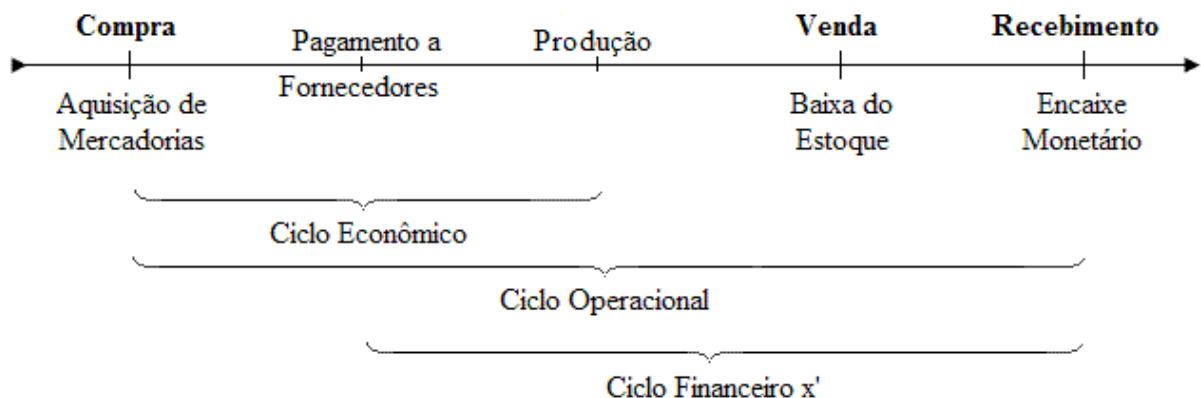 Compra
Pagamento a
Produção
Venda
Recebimento
Fornecedores
Aquisição de
Mercadorias
Baixa do
Estoque
Encaixe
Monetário
Ciclo Econômico
Ciclo Operacional
Ciclo Financeiro x'